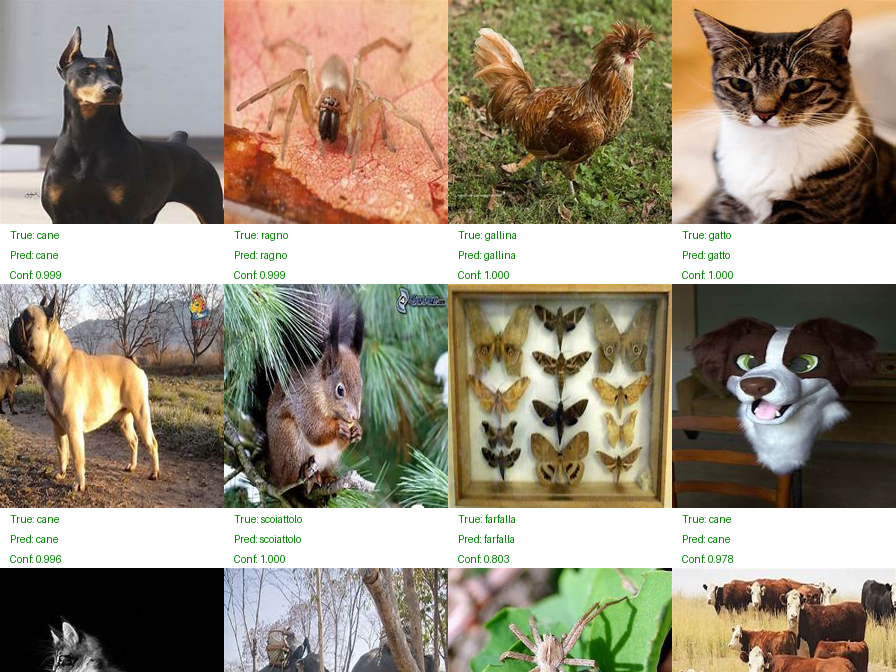 True: cane
Pred: cane
Conf: 0.999
True: ragno
Pred: ragno
Conf: 0.999
True: gallina
Pred: gallina
Conf: 1.000
True: gatto
Pred: gatto
Conf: 1.000
True: cane
Pred: cane
Conf: 0.996
True: scoiattolo
Pred: scoiattolo
Conf: 1.000
True: farfalla
Pred: farfalla
Conf: 0.803
True: cane
Pred: cane
Conf: 0.978